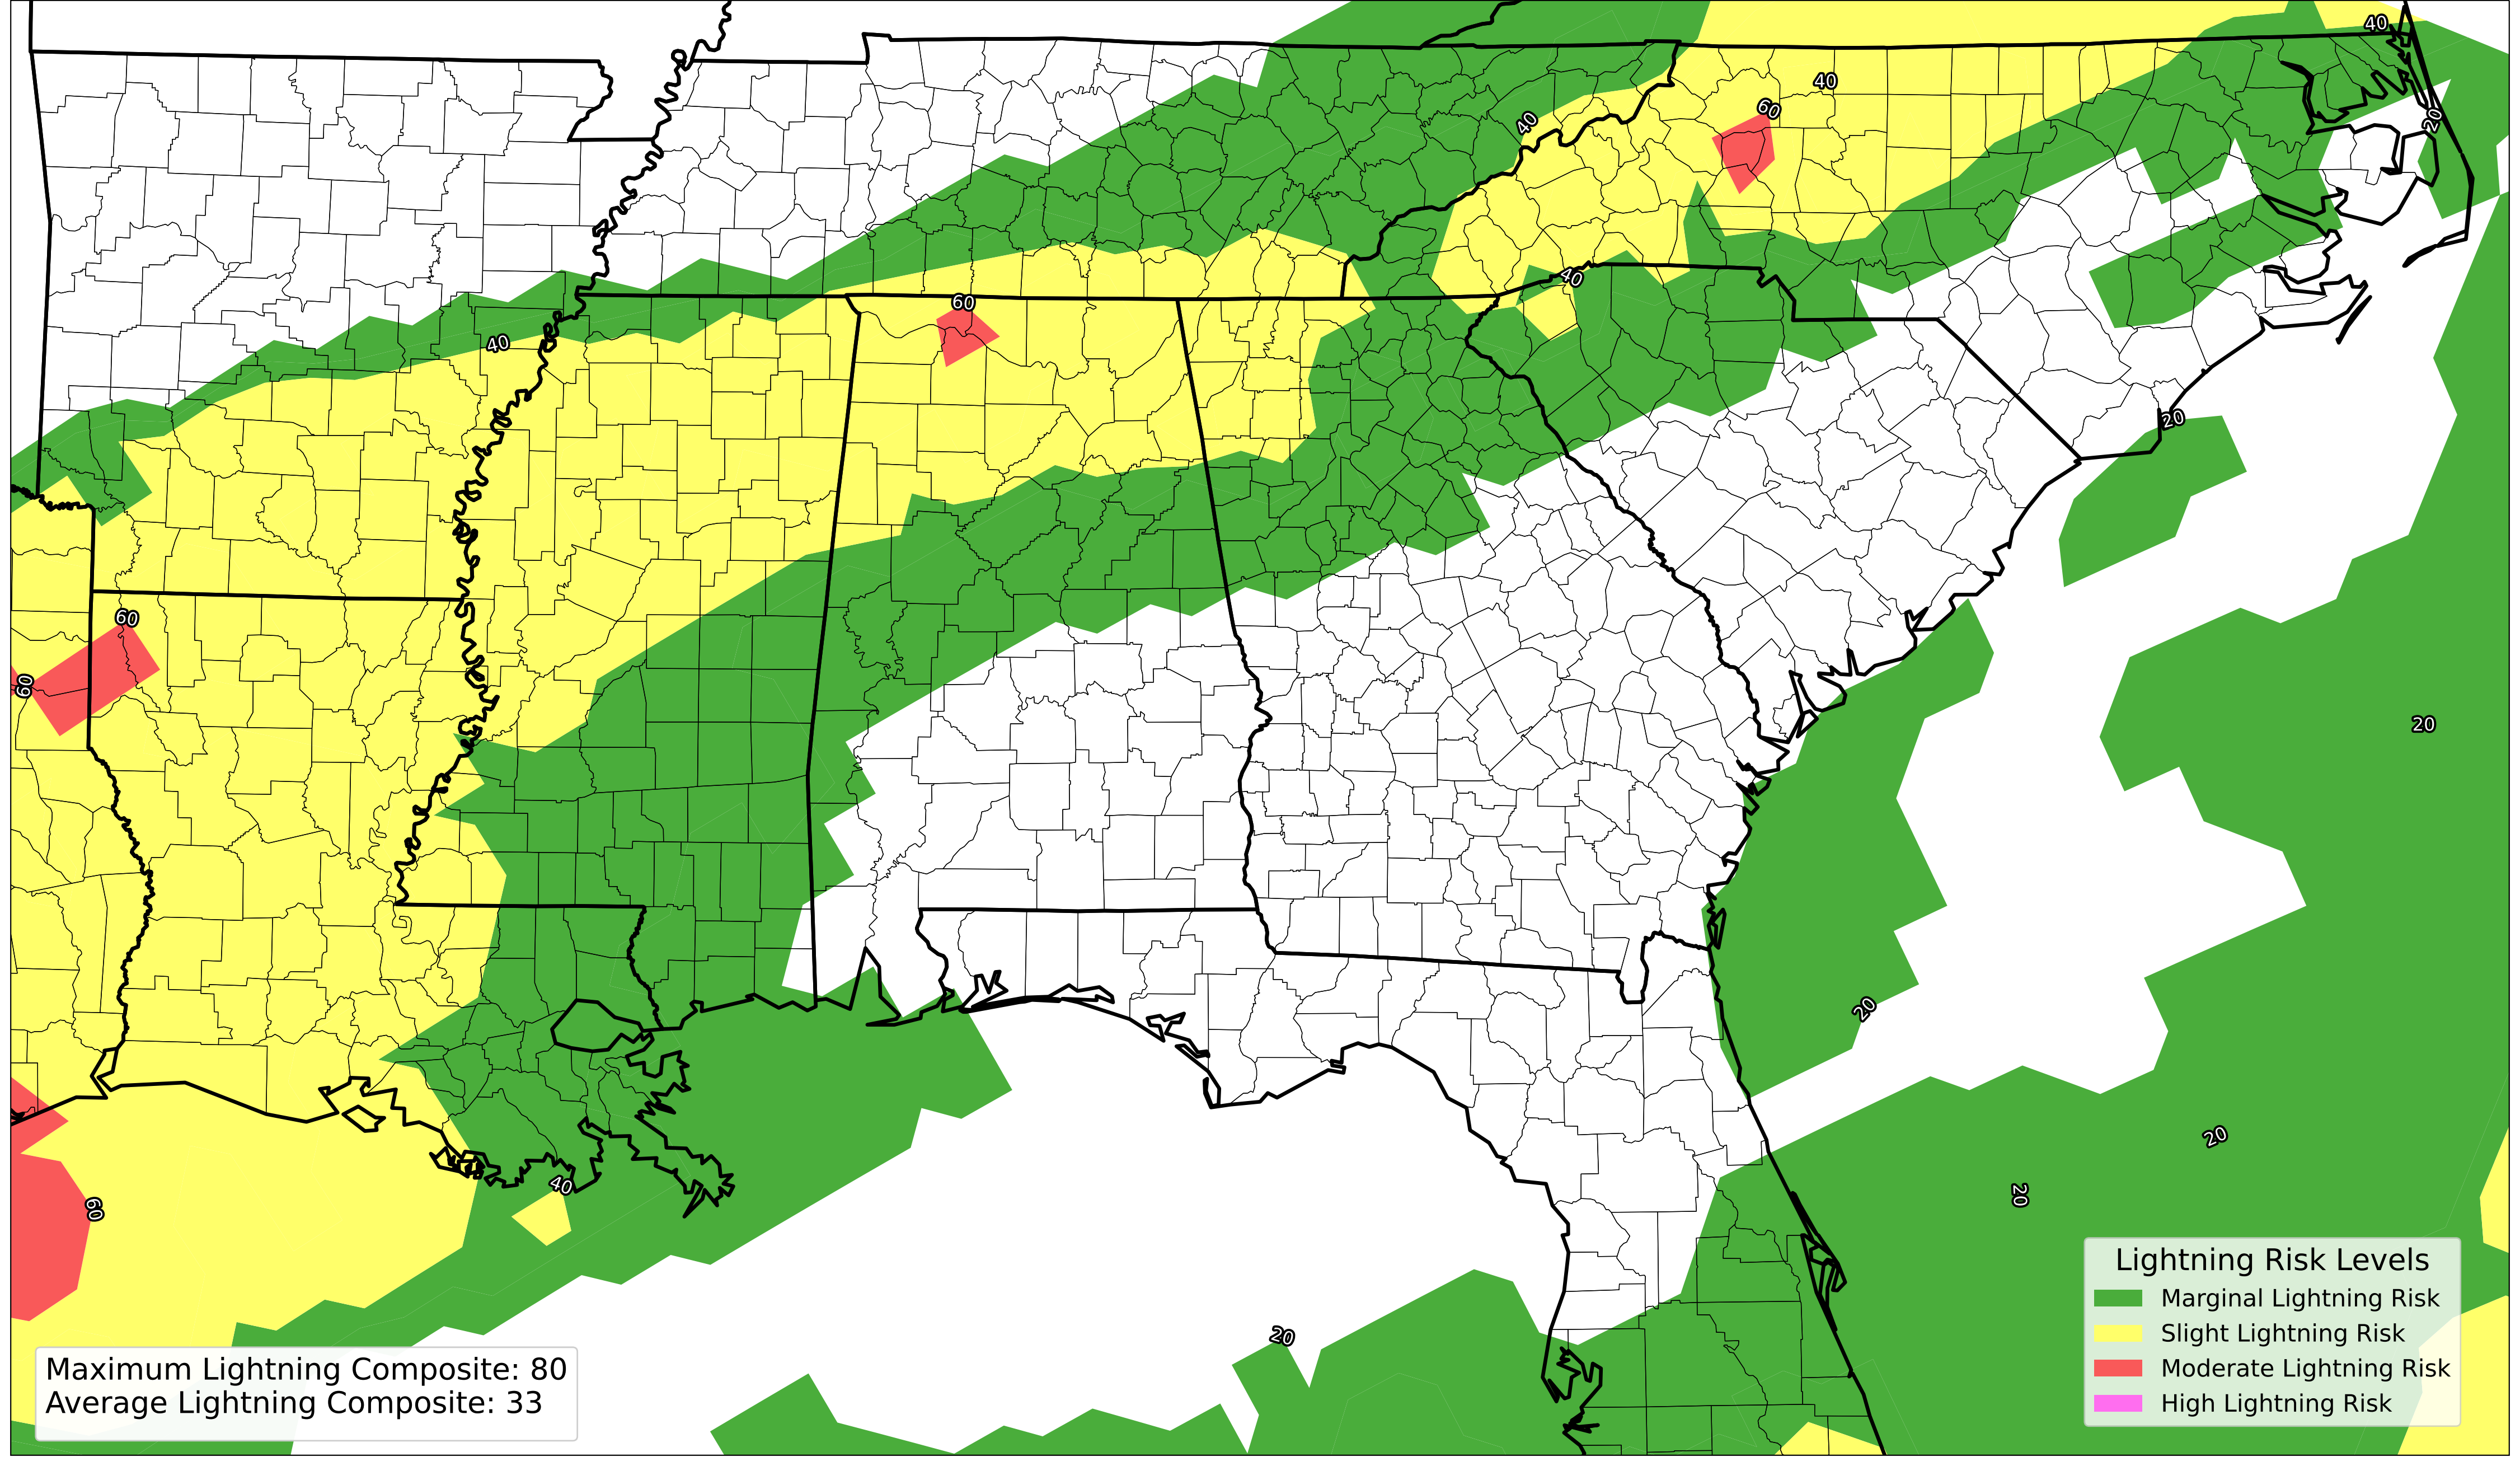 40
20
40
60
40
40
60
40
20
60
60
20
20
20
60
40
20
20
Lightning Risk Levels
Marginal Lightning Risk
Slight Lightning Risk
Moderate Lightning Risk
High Lightning Risk
Maximum Lightning Composite: 80
Average Lightning Composite: 33